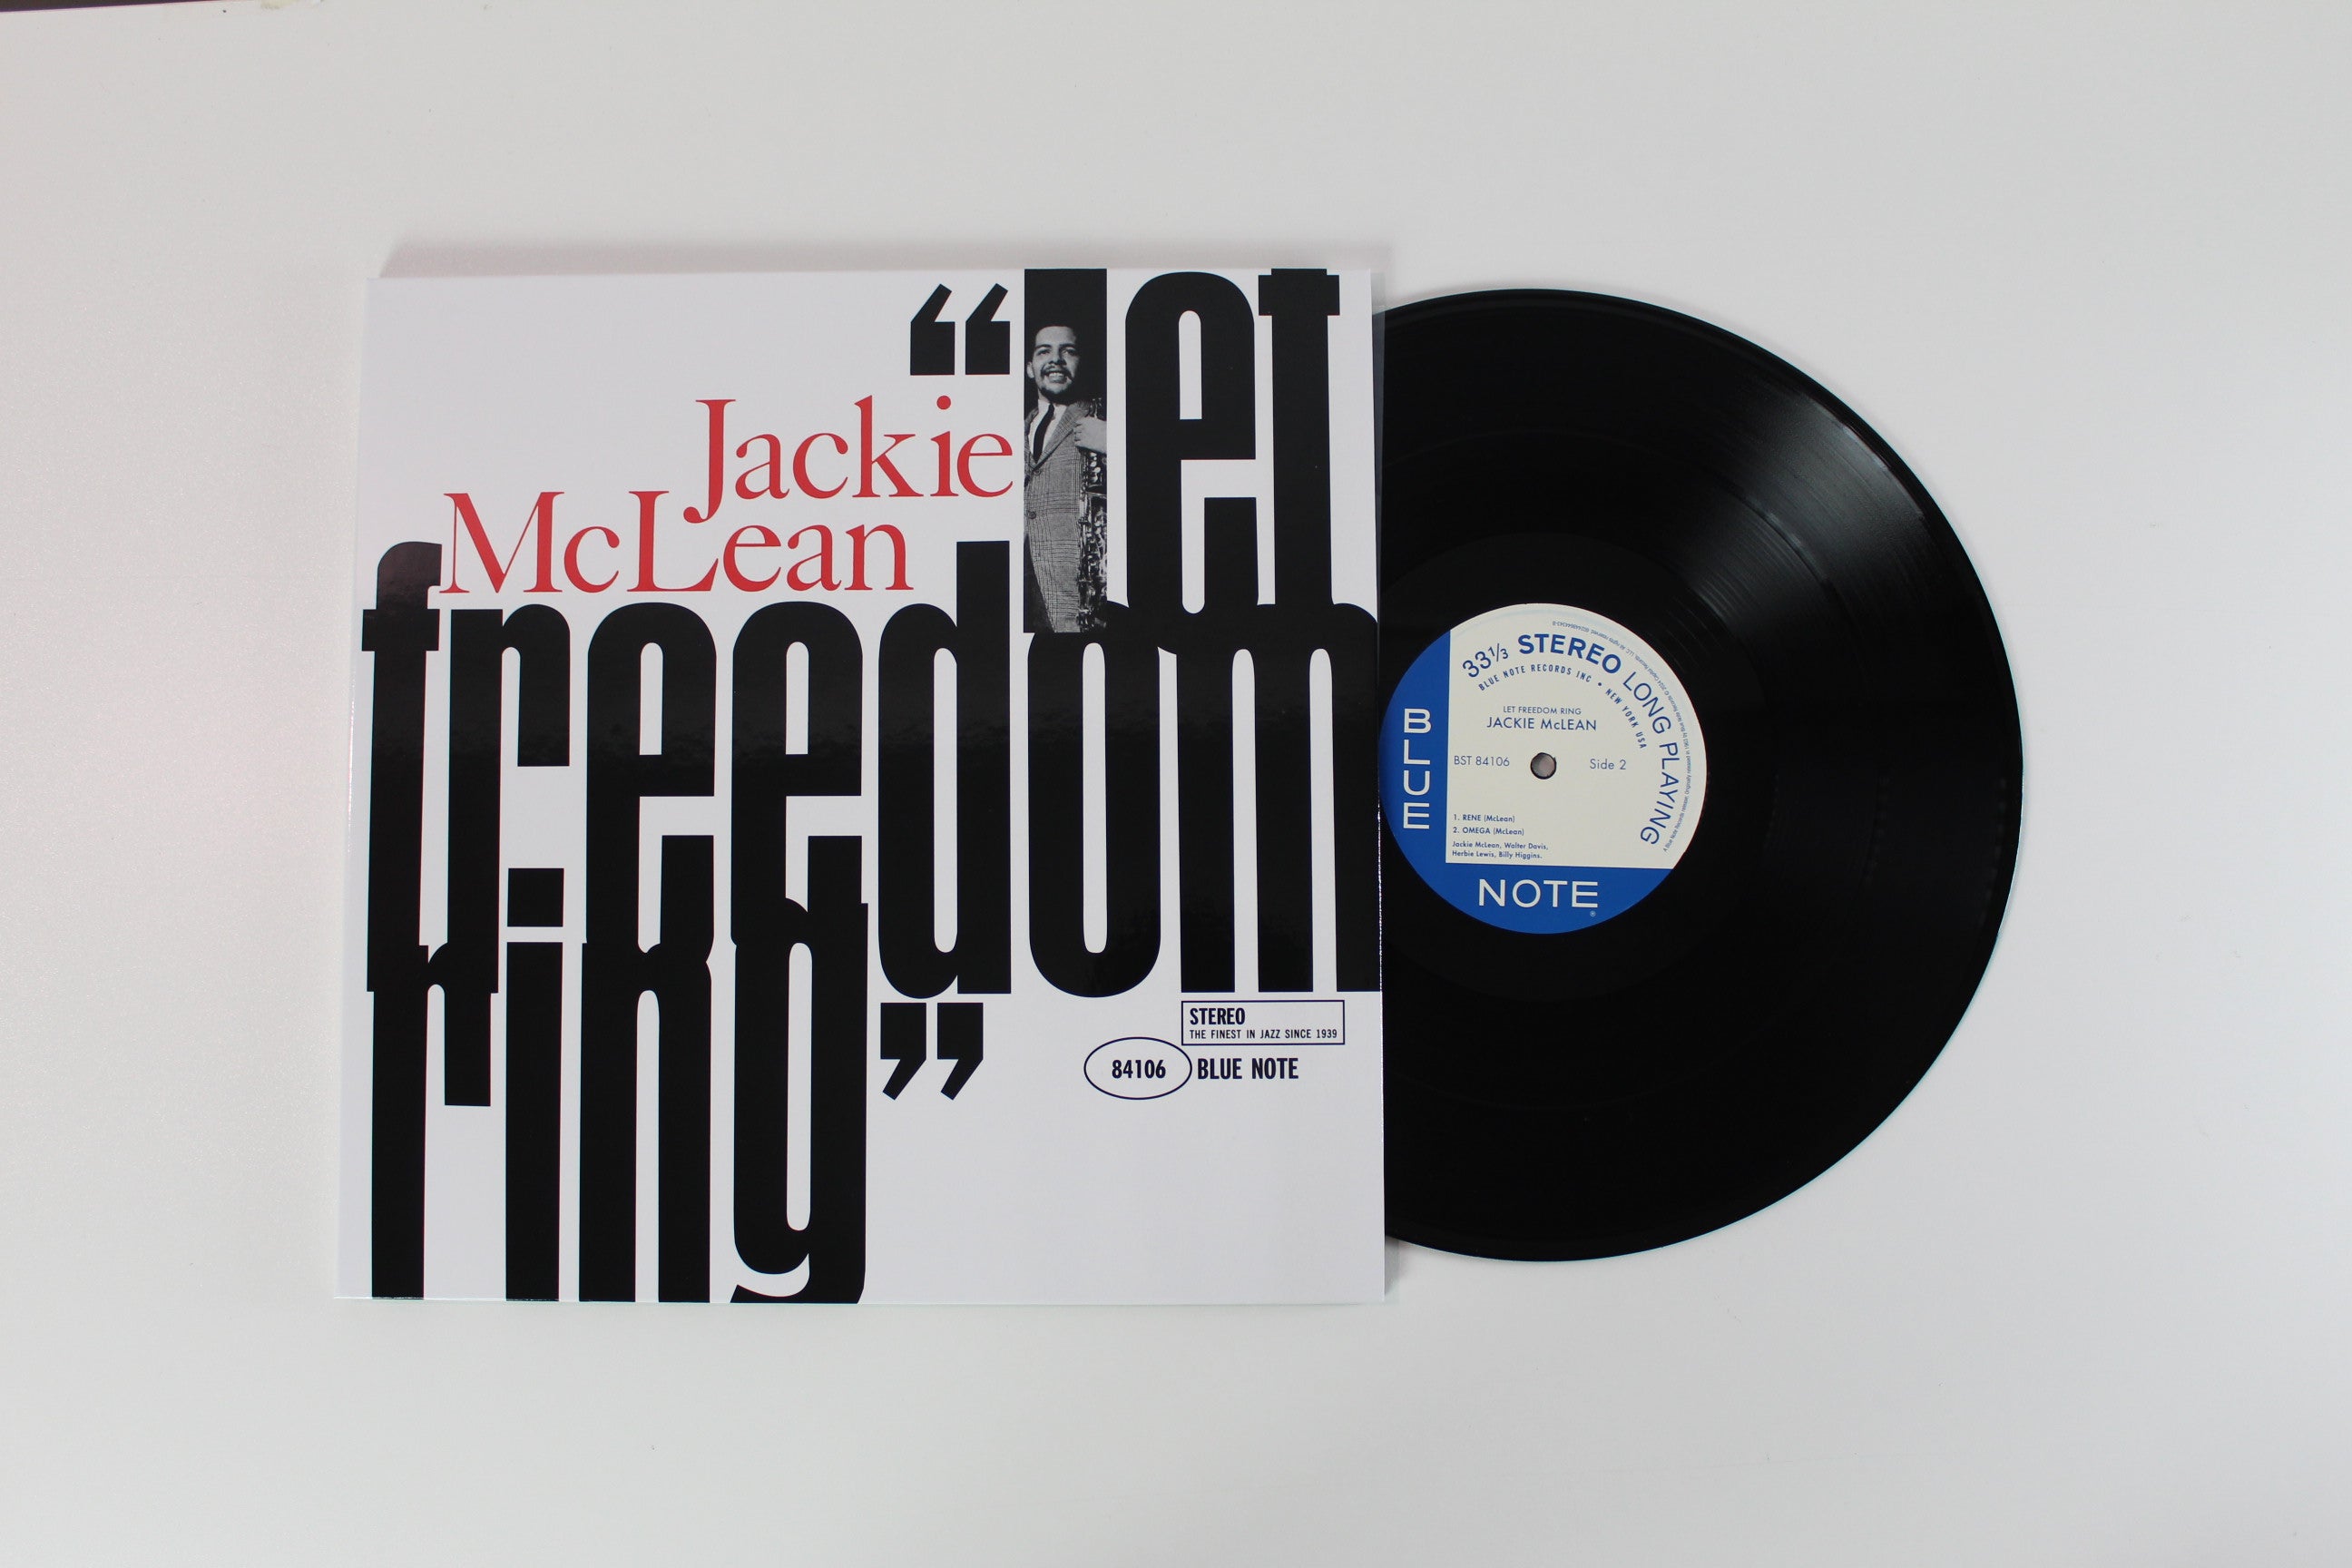 “let
Jackie
McLean
freedom
ring”
STEREO
THE FINEST IN JAZZ SINCE 1939
84106 BLUE NOTE
33⅓ STEREO LONG PLAYING
BLUE NOTE RECORDS INC • NEW YORK USA
LET FREEDOM RING
JACKIE McLEAN
BST 84106
Side 2
1. RENE (McLean)
2. OMEGA (McLean)
Jackie McLean, Walter Davis,
Herbie Lewis, Billy Higgins.
BLUE
NOTE
®